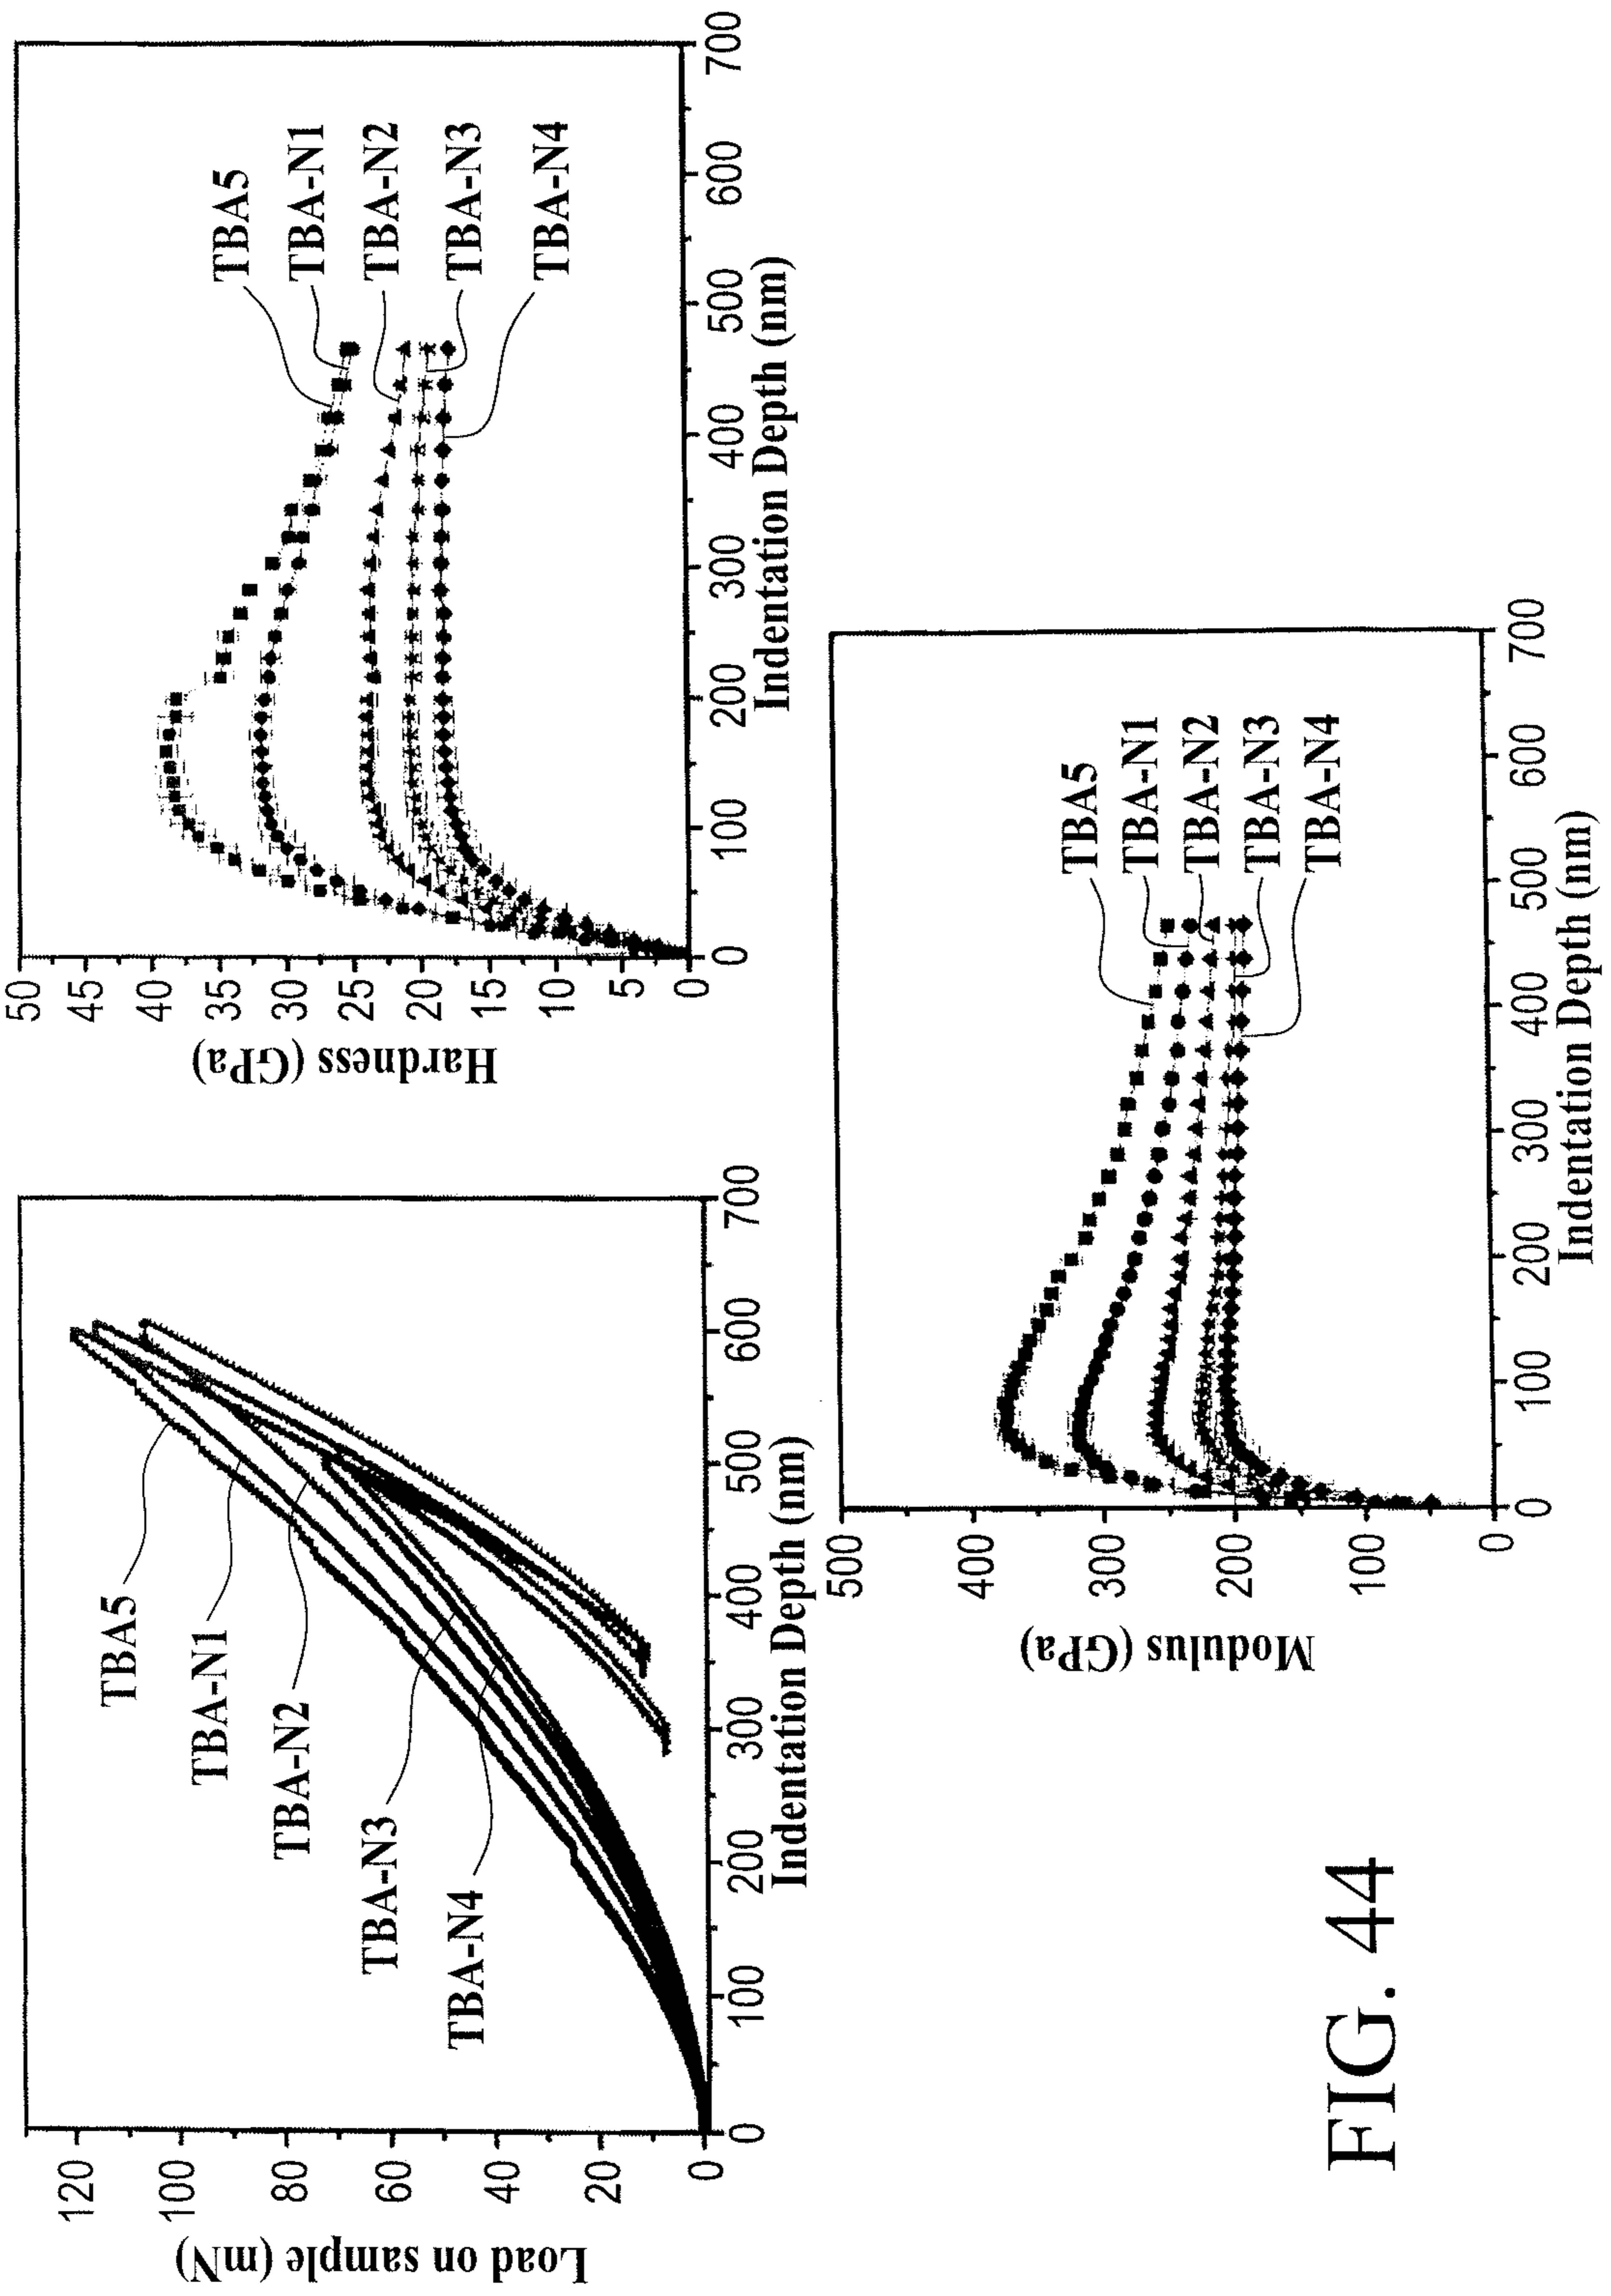 120
100
80
60
40
20
0
0
100
200
300
400
500
600
700
Load on sample (mN)
Indentation Depth (nm)
TBA5
TBA-N1
TBA-N2
TBA-N3
TBA-N4
50
45
40
35
30
25
20
15
10
5
0
0
100
200
300
400
500
600
700
Hardness (GPa)
Indentation Depth (nm)
TBA5
TBA-N1
TBA-N2
TBA-N3
TBA-N4
500
400
300
200
100
0
0
100
200
300
400
500
600
700
Modulus (GPa)
Indentation Depth (nm)
TBA5
TBA-N1
TBA-N2
TBA-N3
TBA-N4
FIG. 44